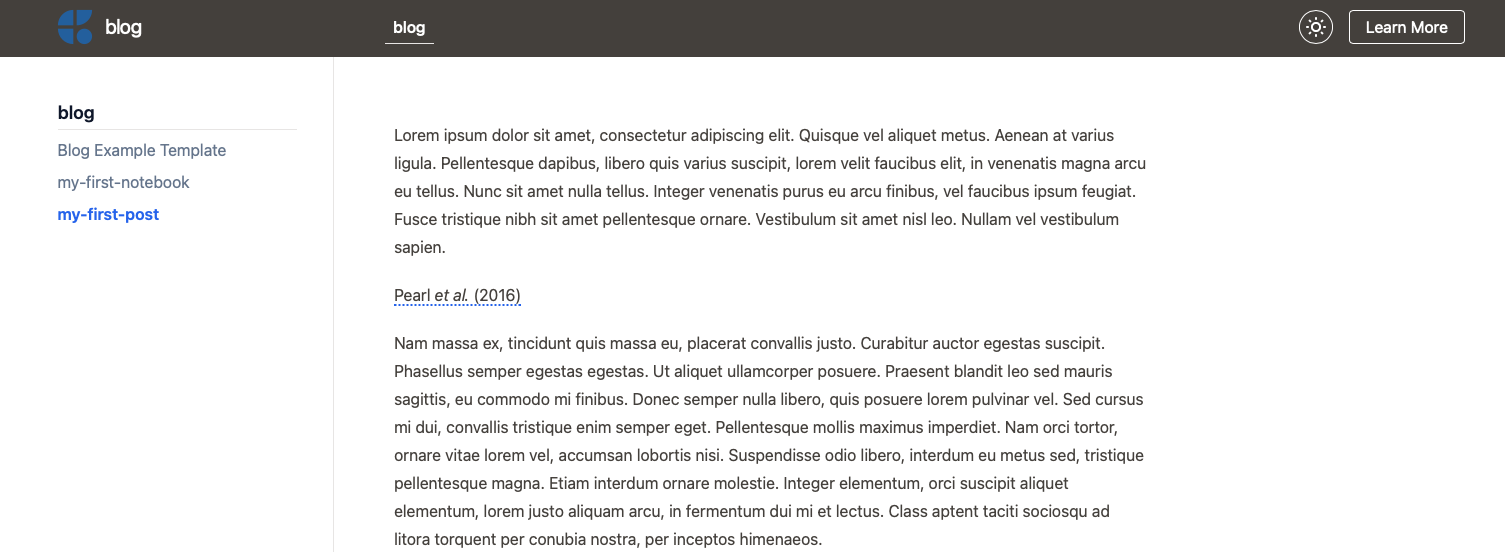 blog
blog
Learn More
blog
Blog Example Template
my-first-notebook
my-first-post
Lorem ipsum dolor sit amet, consectetur adipiscing elit. Quisque vel aliquet metus. Aenean at varius
ligula. Pellentesque dapibus, libero quis varius suscipit, lorem velit faucibus elit, in venenatis magna arcu
eu tellus. Nunc sit amet nulla tellus. Integer venenatis purus eu arcu finibus, vel faucibus ipsum feugiat.
Fusce tristique nibh sit amet pellentesque ornare. Vestibulum sit amet nisl leo. Nullam vel vestibulum
sapien.
Pearl et al. (2016)
Nam massa ex, tincidunt quis massa eu, placerat convallis justo. Curabitur auctor egestas suscipit.
Phasellus semper egestas egestas. Ut aliquet ullamcorper posuere. Praesent blandit leo sed mauris
sagittis, eu commodo mi finibus. Donec semper nulla libero, quis posuere lorem pulvinar vel. Sed cursus
mi dui, convallis tristique enim semper eget. Pellentesque mollis maximus imperdiet. Nam orci tortor,
ornare vitae lorem vel, accumsan lobortis nisi. Suspendisse odio libero, interdum eu metus sed, tristique
pellentesque magna. Etiam interdum ornare molestie. Integer elementum, orci suscipit aliquet
elementum, lorem justo aliquam arcu, in fermentum dui mi et lectus. Class aptent taciti sociosqu ad
litora torquent per conubia nostra, per inceptos himenaeos.